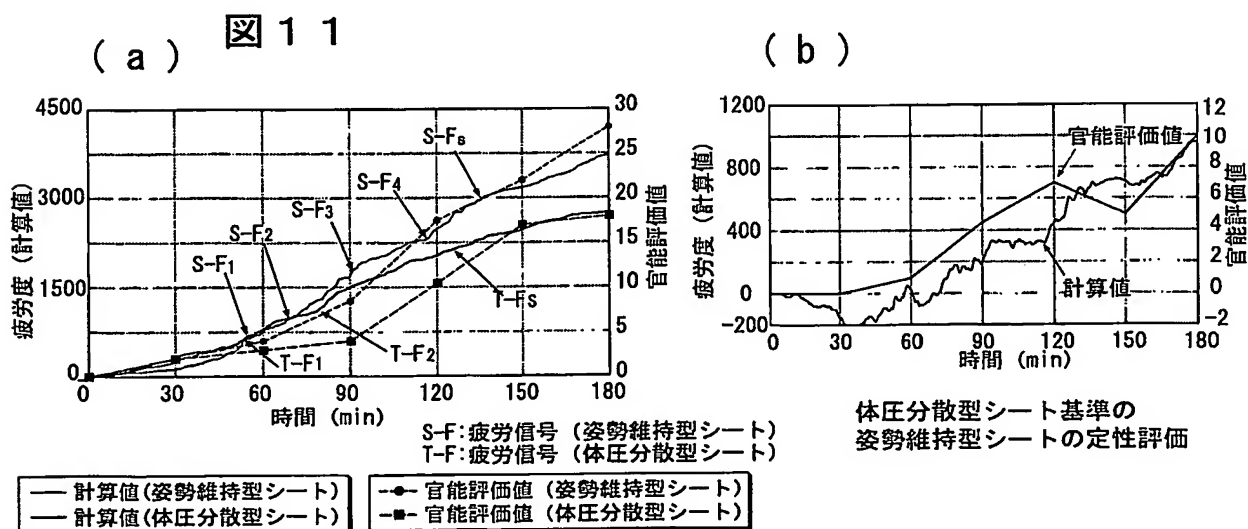 図11
(a)
4500
3000
1500
0
疲労度 (計算値)
30
25
20
15
10
5
0
官能評価値
S-F1
S-F2
S-F3
S-F4
S-Fs
T-F1
T-F2
T-Fs
0 30 60 90 120 150 180
時間 (min)
S-F:疲労信号 (姿勢維持型シート)
T-F:疲労信号 (体圧分散型シート)
計算値(姿勢維持型シート)
計算値(体圧分散型シート)
官能評価値 (姿勢維持型シート)
官能評価値 (体圧分散型シート)
(b)
1200
800
400
0
-200
疲労度 (計算値)
12
10
8
6
4
2
0
-2
官能評価値
官能評価値
計算値
0 30 60 90 120 150 180
時間 (min)
体圧分散型シート基準の
姿勢維持型シートの定性評価